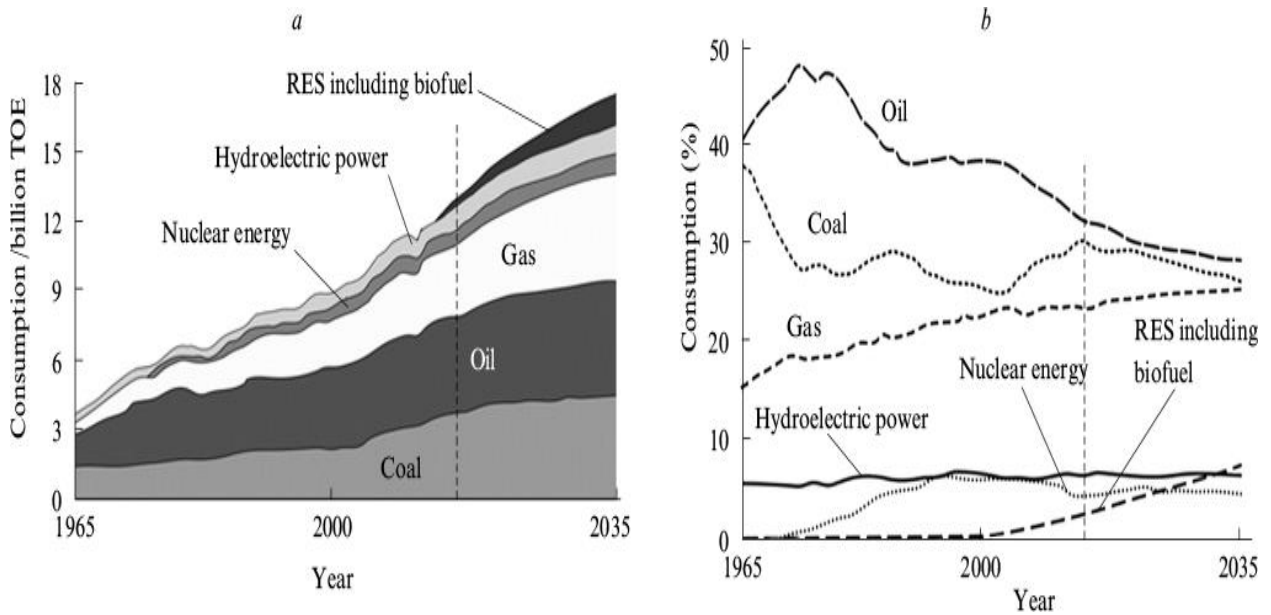 a
Consumption /billion TOE
18
15
12
9
6
3
0
RES including biofuel
Hydroelectric power
Nuclear energy
Gas
Oil
Coal
1965
2000
2035
Year
b
Consumption (%)
50
40
30
20
10
0
Oil
Coal
Gas
RES including
biofuel
Nuclear energy
Hydroelectric power
1965
2000
2035
Year